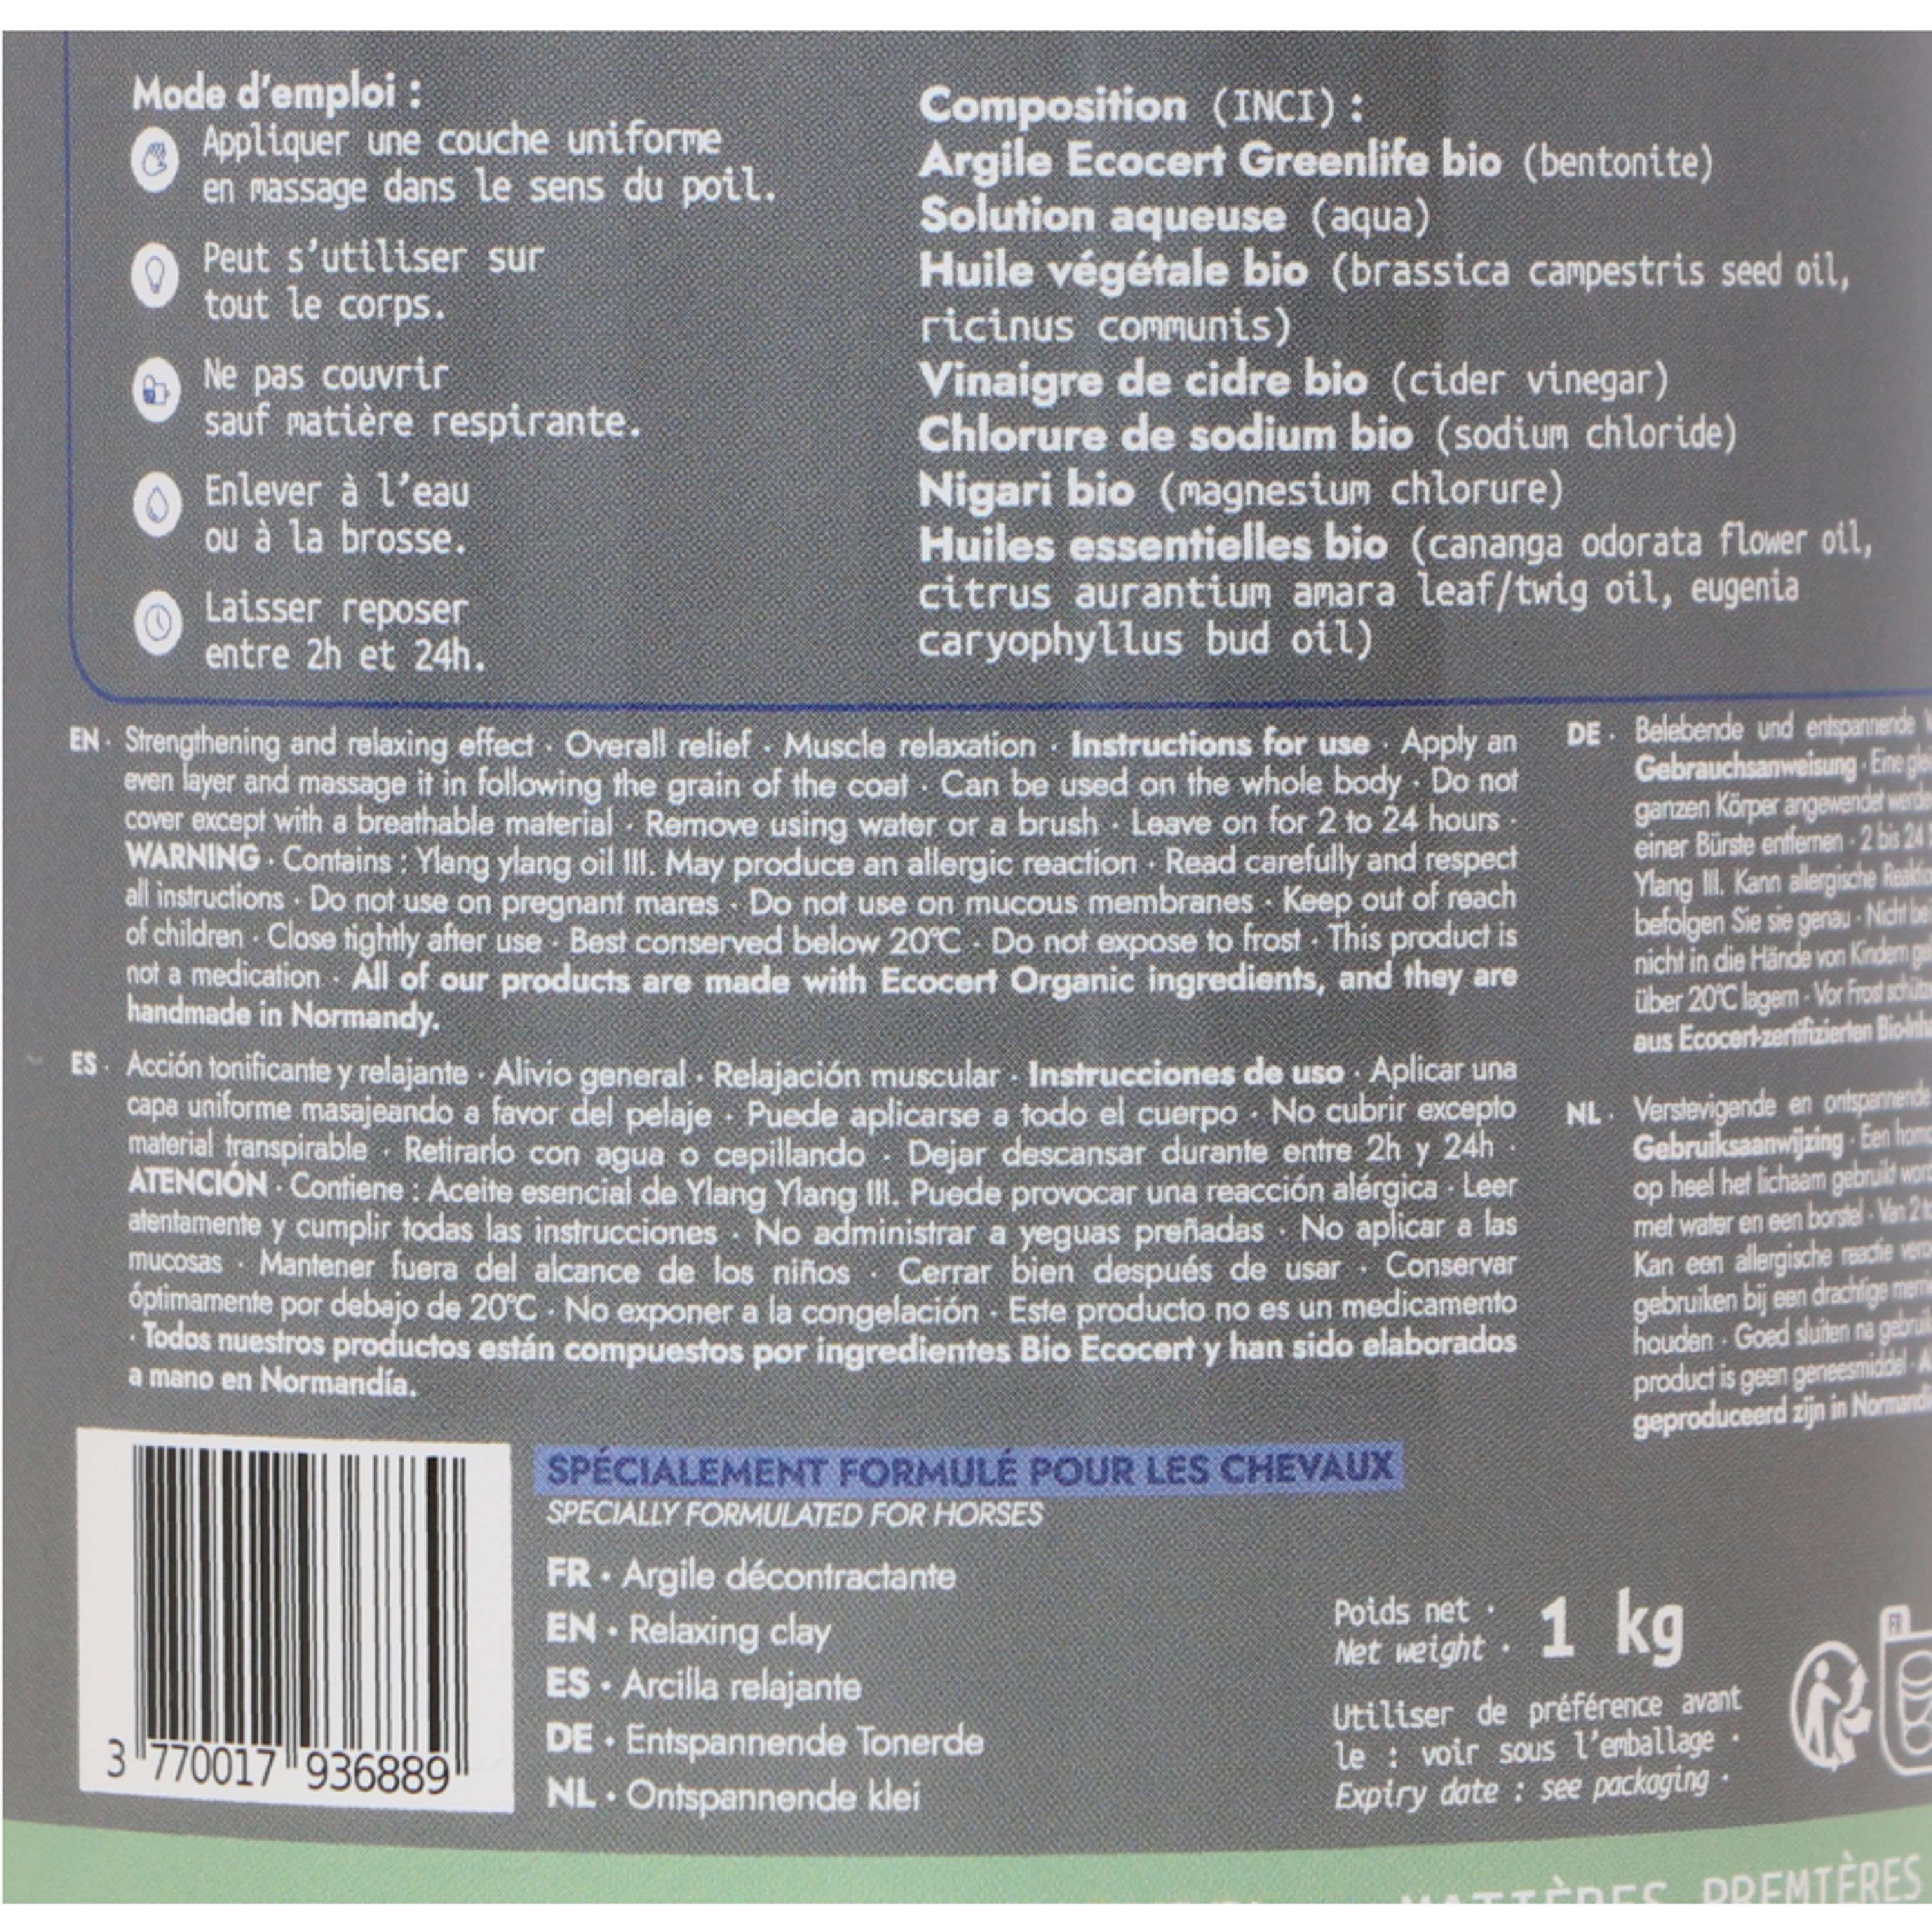 Mode d'emploi :
Appliquer une couche uniforme
en massage dans le sens du poil.
Peut s'utiliser sur
tout le corps.
Ne pas couvrir
sauf matière respirante.
Enlever à l'eau
ou à la brosse.
Laisser reposer
entre 2h et 24h.
Composition (INCI) :
Argile Ecocert Greenlife bio (bentonite)
Solution aqueuse (aqua)
Huile végétale bio (brassica campestris seed oil,
ricinus communis)
Vinaigre de cidre bio (cider vinegar)
Chlorure de sodium bio (sodium chloride)
Nigari bio (magnesium chlorure)
Huiles essentielles bio (cananga odorata flower oil,
citrus aurantium amara leaf/twig oil, eugenia
caryophyllus bud oil)
EN · Strengthening and relaxing effect · Overall relief · Muscle relaxation · Instructions for use · Apply an
even layer and massage it in following the grain of the coat · Can be used on the whole body · Do not
cover except with a breathable material · Remove using water or a brush · Leave on for 2 to 24 hours ·
WARNING · Contains : Ylang ylang oil III. May produce an allergic reaction · Read carefully and respect
all instructions · Do not use on pregnant mares · Do not use on mucous membranes · Keep out of reach
of children · Close tightly after use · Best conserved below 20°C · Do not expose to frost · This product is
not a medication · All of our products are made with Ecocert Organic ingredients, and they are
handmade in Normandy.
ES · Acción tonificante y relajante · Alivio general · Relajación muscular · Instrucciones de uso · Aplicar una
capa uniforme masajeando a favor del pelaje · Puede aplicarse a todo el cuerpo · No cubrir excepto
material transpirable · Retirarlo con agua o cepillando · Dejar descansar durante entre 2h y 24h ·
ATENCIÓN · Contiene : Aceite esencial de Ylang Ylang III. Puede provocar una reacción alérgica · Leer
atentamente y cumplir todas las instrucciones · No administrar a yeguas preñadas · No aplicar a las
mucosas · Mantener fuera del alcance de los niños · Cerrar bien después de usar · Conservar
óptimamente por debajo de 20°C · No exponer a la congelación · Este producto no es un medicamento
· Todos nuestros productos están compuestos por ingredientes Bio Ecocert y han sido elaborados
a mano en Normandía.
DE · Belebende und entspannende
Gebrauchsanweisung · Eine
ganzen Körper angewendet
einer Bürste entfernen · 2 bis 24
Ylang III. Kann allergische
befolgen Sie sie genau · Nicht
nicht in die Hände von Kindern
über 20°C lagern · Vor Frost
aus Ecocert-zertifizierten
NL · Verstevigende en ontspannende
Gebruiksaanwijzing · Een
op heel het lichaam gebruikt
met water en een borstel · Van 2
Kan een allergische reactie
gebruiken bij een drachtige
houden · Goed sluiten na
product is geen geneesmiddel ·
geproduceerd zijn in
3 770017 936889
SPÉCIALEMENT FORMULÉ POUR LES CHEVAUX
SPECIALLY FORMULATED FOR HORSES
FR · Argile décontractante
EN · Relaxing clay
ES · Arcilla relajante
DE · Entspannende Tonerde
NL · Ontspannende klei
Poids net ·
Net weight · 1 kg
Utiliser de préférence avant
le : voir sous l'emballage ·
Expiry date : see packaging ·
FR
MATIÈRES PREMIÈRES